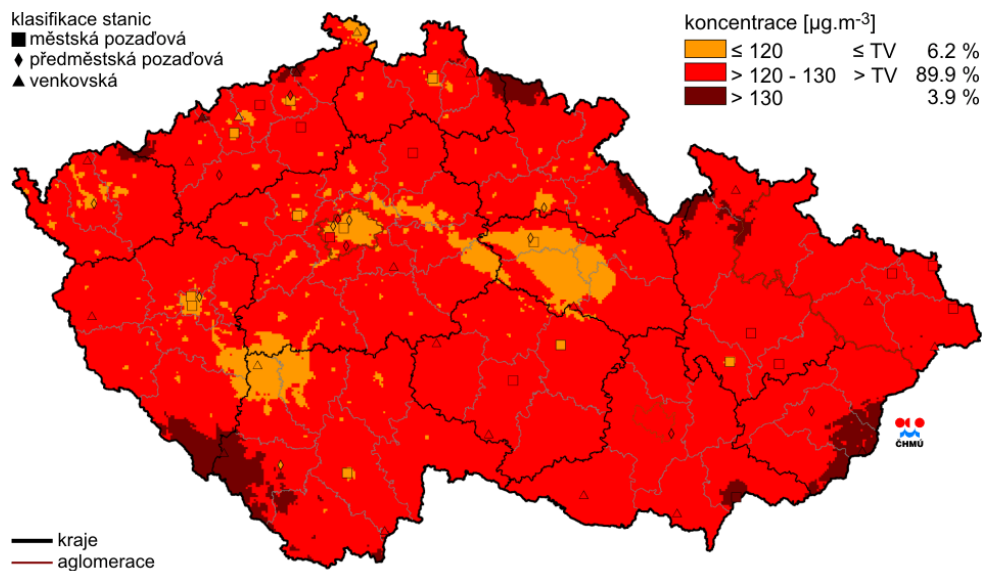 klasifikace stanic
městská pozaďová
předměstská pozaďová
venkovská
koncentrace [µg.m-3]
≤ 120 ≤ TV 6.2 %
> 120 - 130 > TV 89.9 %
> 130 3.9 %
ČHMÚ
kraje
aglomerace